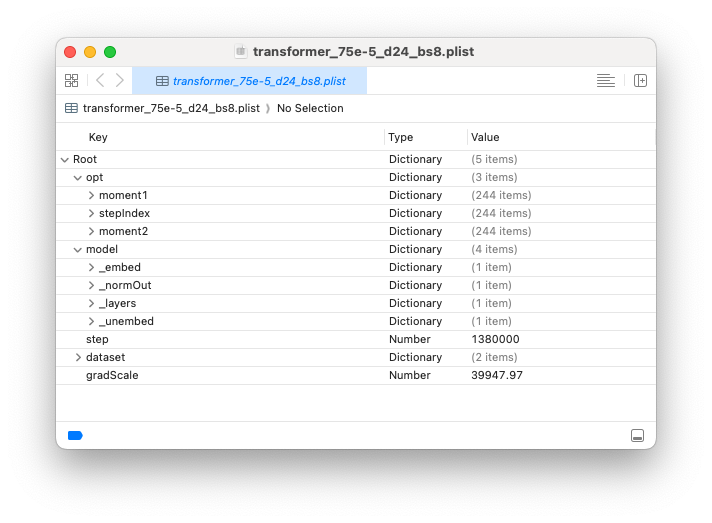 transformer_75e-5_d24_bs8.plist
transformer_75e-5_d24_bs8.plist
transformer_75e-5_d24_bs8.plist ⟩ No Selection
Key Type Value
Root Dictionary (5 items)
opt Dictionary (3 items)
moment1 Dictionary (244 items)
stepIndex Dictionary (244 items)
moment2 Dictionary (244 items)
model Dictionary (4 items)
_embed Dictionary (1 item)
_normOut Dictionary (1 item)
_layers Dictionary (1 item)
_unembed Dictionary (1 item)
step Number 1380000
dataset Dictionary (2 items)
gradScale Number 39947.97